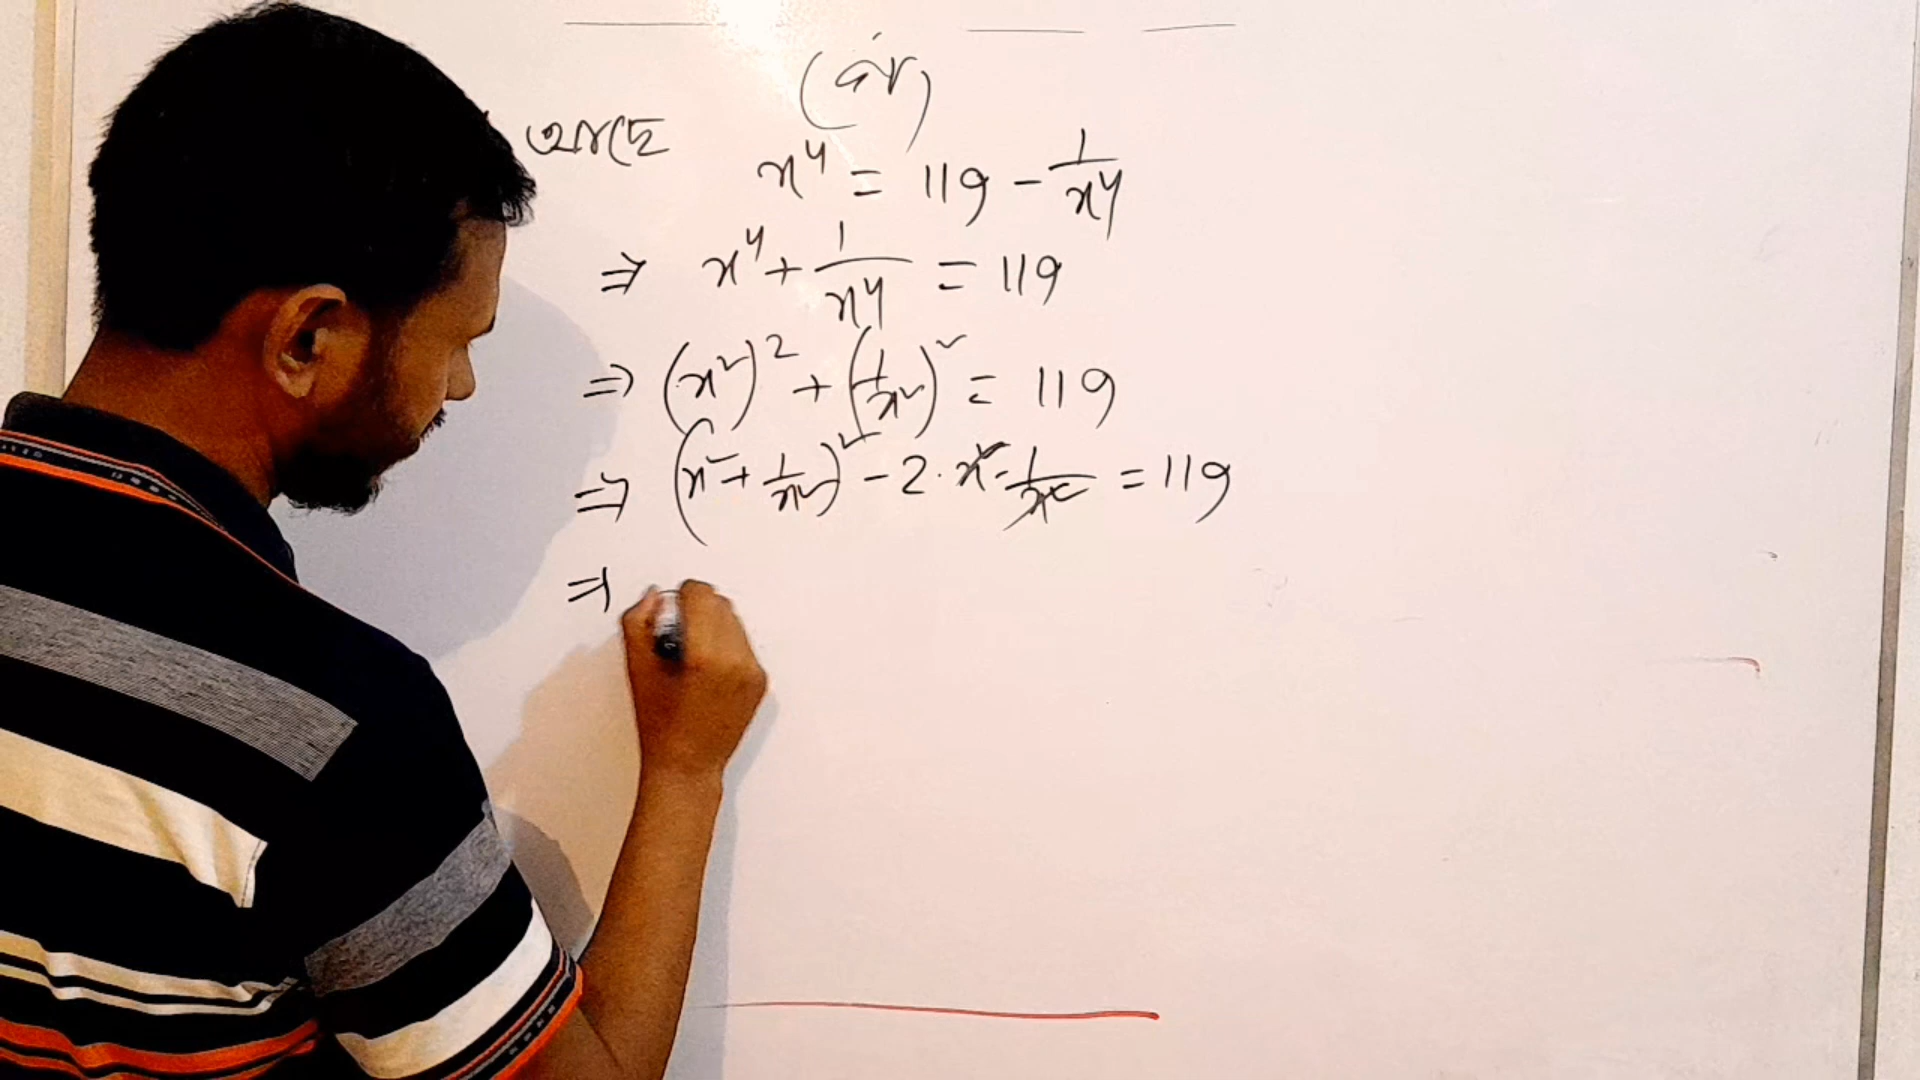 আছে
x⁴ = 119 - 1/x⁴
⇒ x⁴ + 1/x⁴ = 119
⇒ (x²)² + (1/x²)² = 119
⇒ (x² + 1/x²)² - 2 · x² · 1/x² = 119
⇒